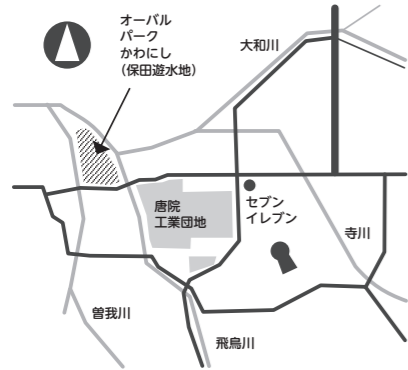 オーバル
パーク
かわにし
(保田遊水地)
大和川
唐院
工業団地
セブン
イレブン
寺川
曽我川
飛鳥川